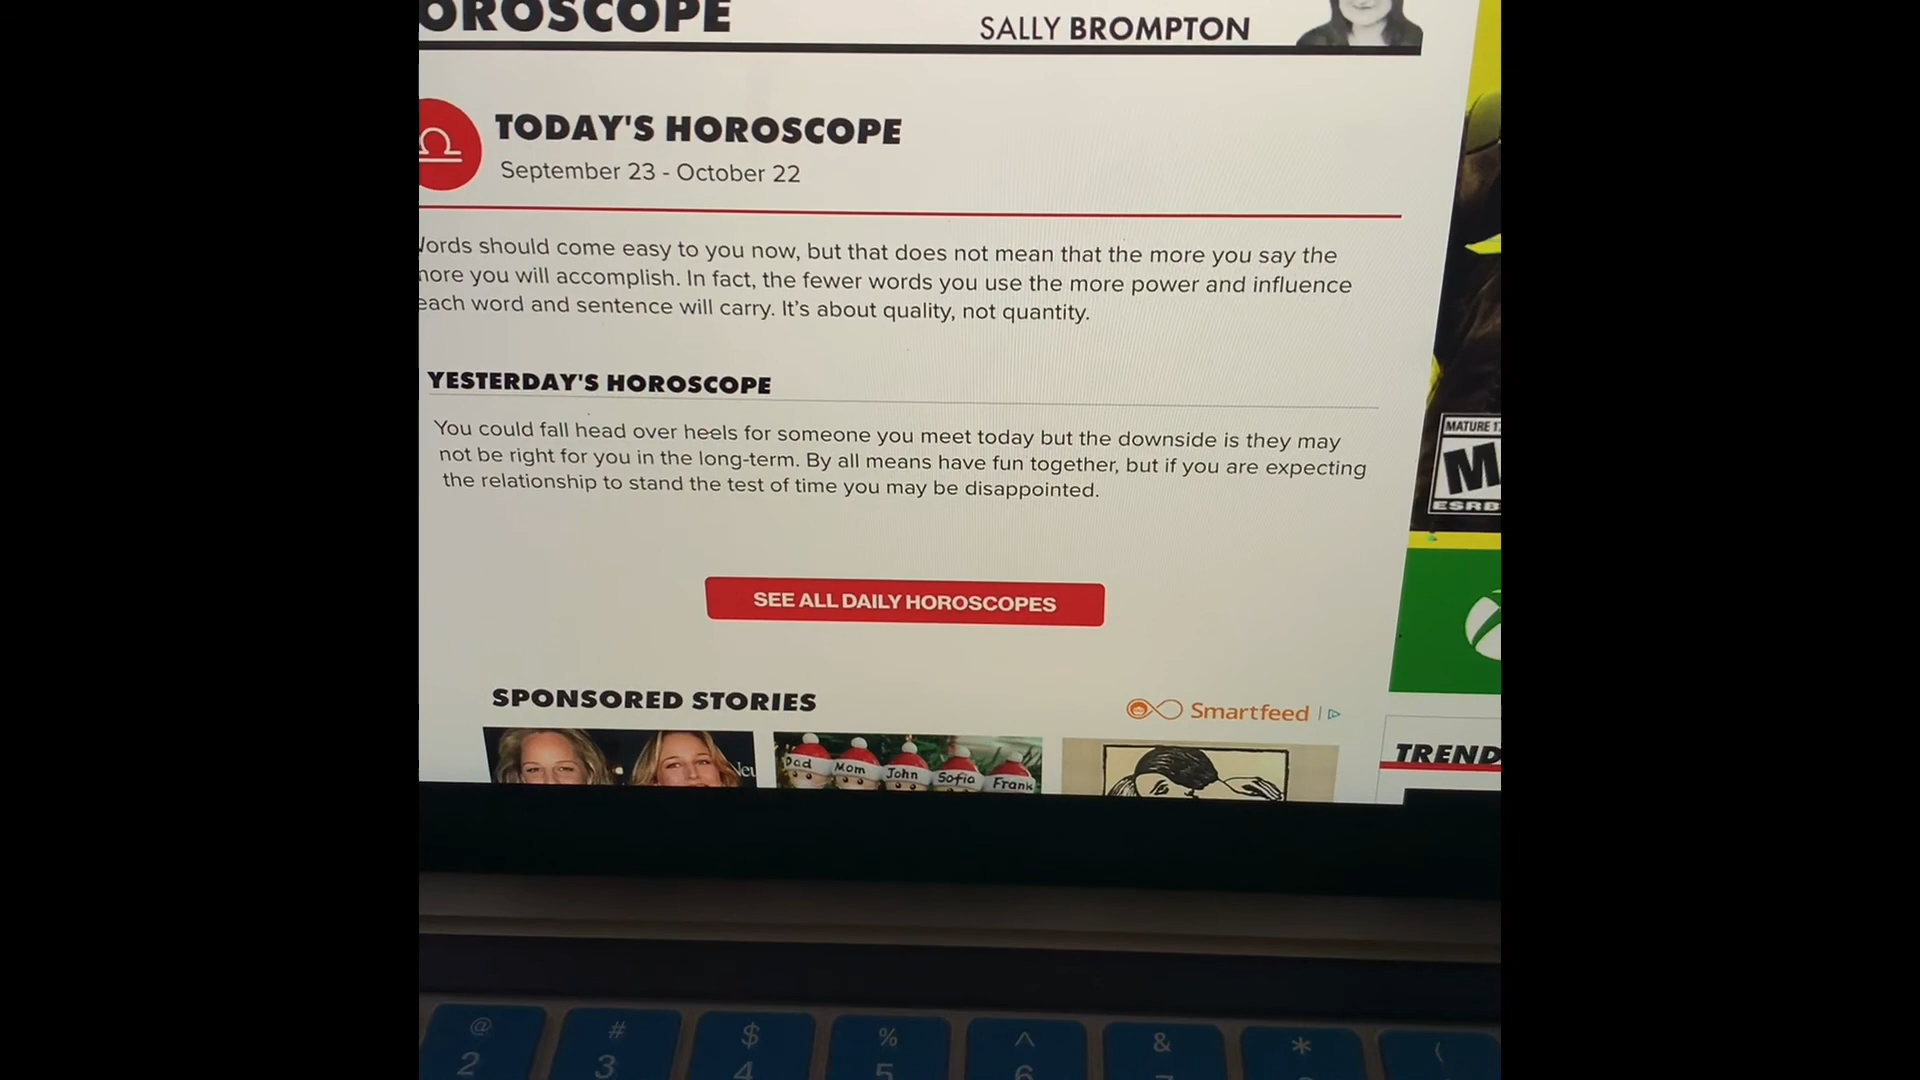 OROSCOPE
SALLY BROMPTON
TODAY'S HOROSCOPE
September 23 - October 22
ords should come easy to you now, but that does not mean that the more you say the
ore you will accomplish. In fact, the fewer words you use the more power and influence
each word and sentence will carry. It's about quality, not quantity.
YESTERDAY'S HOROSCOPE
You could fall head over heels for someone you meet today but the downside is they may
not be right for you in the long-term. By all means have fun together, but if you are expecting
the relationship to stand the test of time you may be disappointed.
MATURE 17
M
ESRB
SEE ALL DAILY HOROSCOPES
SPONSORED STORIES
Smartfeed
Dad Mom John Sofia Frank
TREND
@ # $ % ^ & * (
2 3 4 5 6